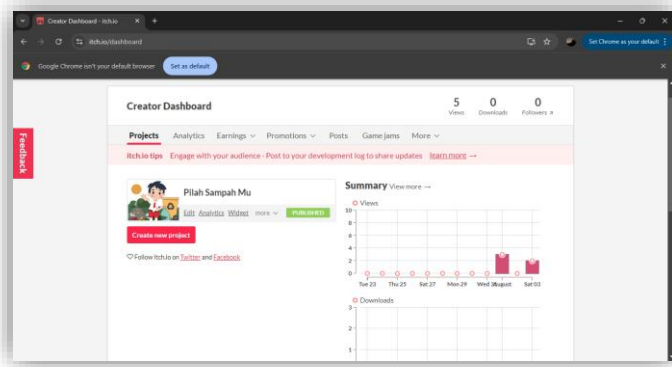 Creator Dashboard - itch.io
itch.io/dashboard
Set Chrome as your default
Google Chrome isn't your default browser
Set as default
Creator Dashboard
5
Views
0
Downloads
0
Followers
Projects Analytics Earnings Promotions Posts Game jams More
itch.io tips Engage with your audience - Post to your development log to share updates learn more →
Feedback
Pilah Sampah Mu
Edit Analytics Widget more PUBLISHED
Create new project
Follow itch.io on Twitter and Facebook
Summary View more →
Views
10
8
6
4
2
0
Tue 23 Thu 25 Sat 27 Mon 29 Wed 31 August Sat 03
Downloads
3
2
1